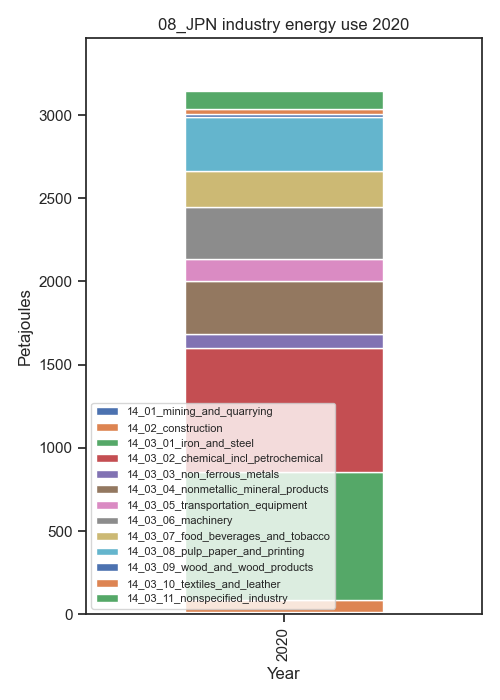 08_JPN industry energy use 2020
Petajoules
3000
2500
2000
1500
1000
500
0
14_01_mining_and_quarrying
14_02_construction
14_03_01_iron_and_steel
14_03_02_chemical_incl_petrochemical
14_03_03_non_ferrous_metals
14_03_04_nonmetallic_mineral_products
14_03_05_transportation_equipment
14_03_06_machinery
14_03_07_food_beverages_and_tobacco
14_03_08_pulp_paper_and_printing
14_03_09_wood_and_wood_products
14_03_10_textiles_and_leather
14_03_11_nonspecified_industry
2020
Year